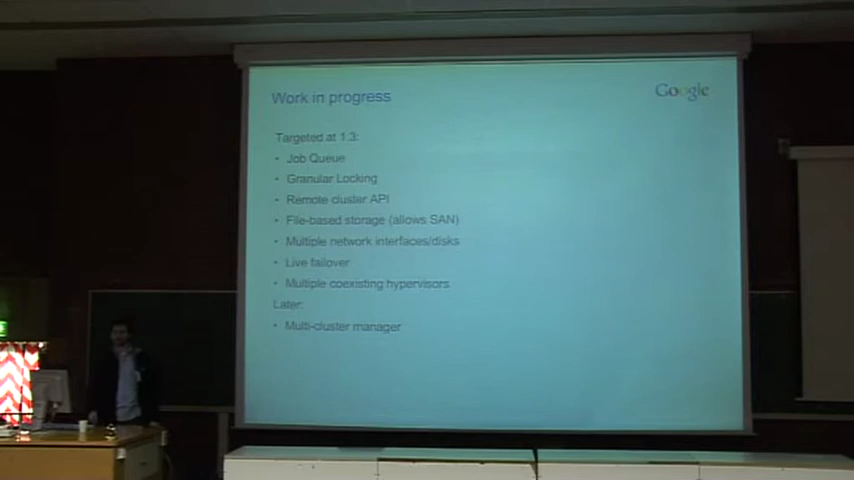 Work in progress
Google
Targeted at 1.3:
• Job Queue
• Granular Locking
• Remote cluster API
• File-based storage (allows SAN)
• Multiple network interfaces/disks
• Live failover
• Multiple coexisting hypervisors
Later:
• Multi-cluster manager